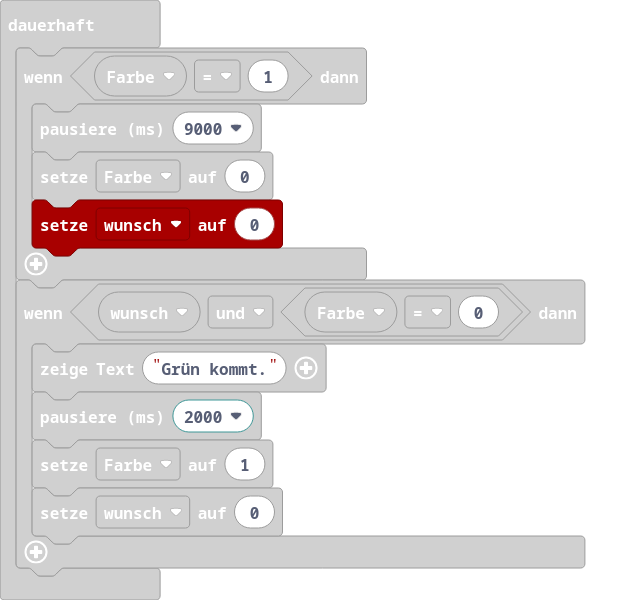 dauerhaft
wenn Farbe = 1 dann
pausiere (ms) 9000
setze Farbe auf 0
setze wunsch auf 0
wenn wunsch und Farbe = 0 dann
zeige Text "Grün kommt."
pausiere (ms) 2000
setze Farbe auf 1
setze wunsch auf 0